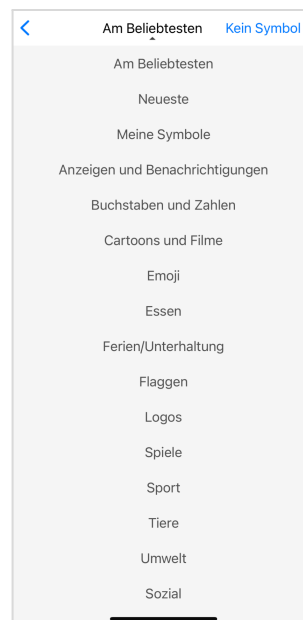 Am Beliebtesten Kein Symbol
Am Beliebtesten
Neueste
Meine Symbole
Anzeigen und Benachrichtigungen
Buchstaben und Zahlen
Cartoons und Filme
Emoji
Essen
Ferien/Unterhaltung
Flaggen
Logos
Spiele
Sport
Tiere
Umwelt
Sozial